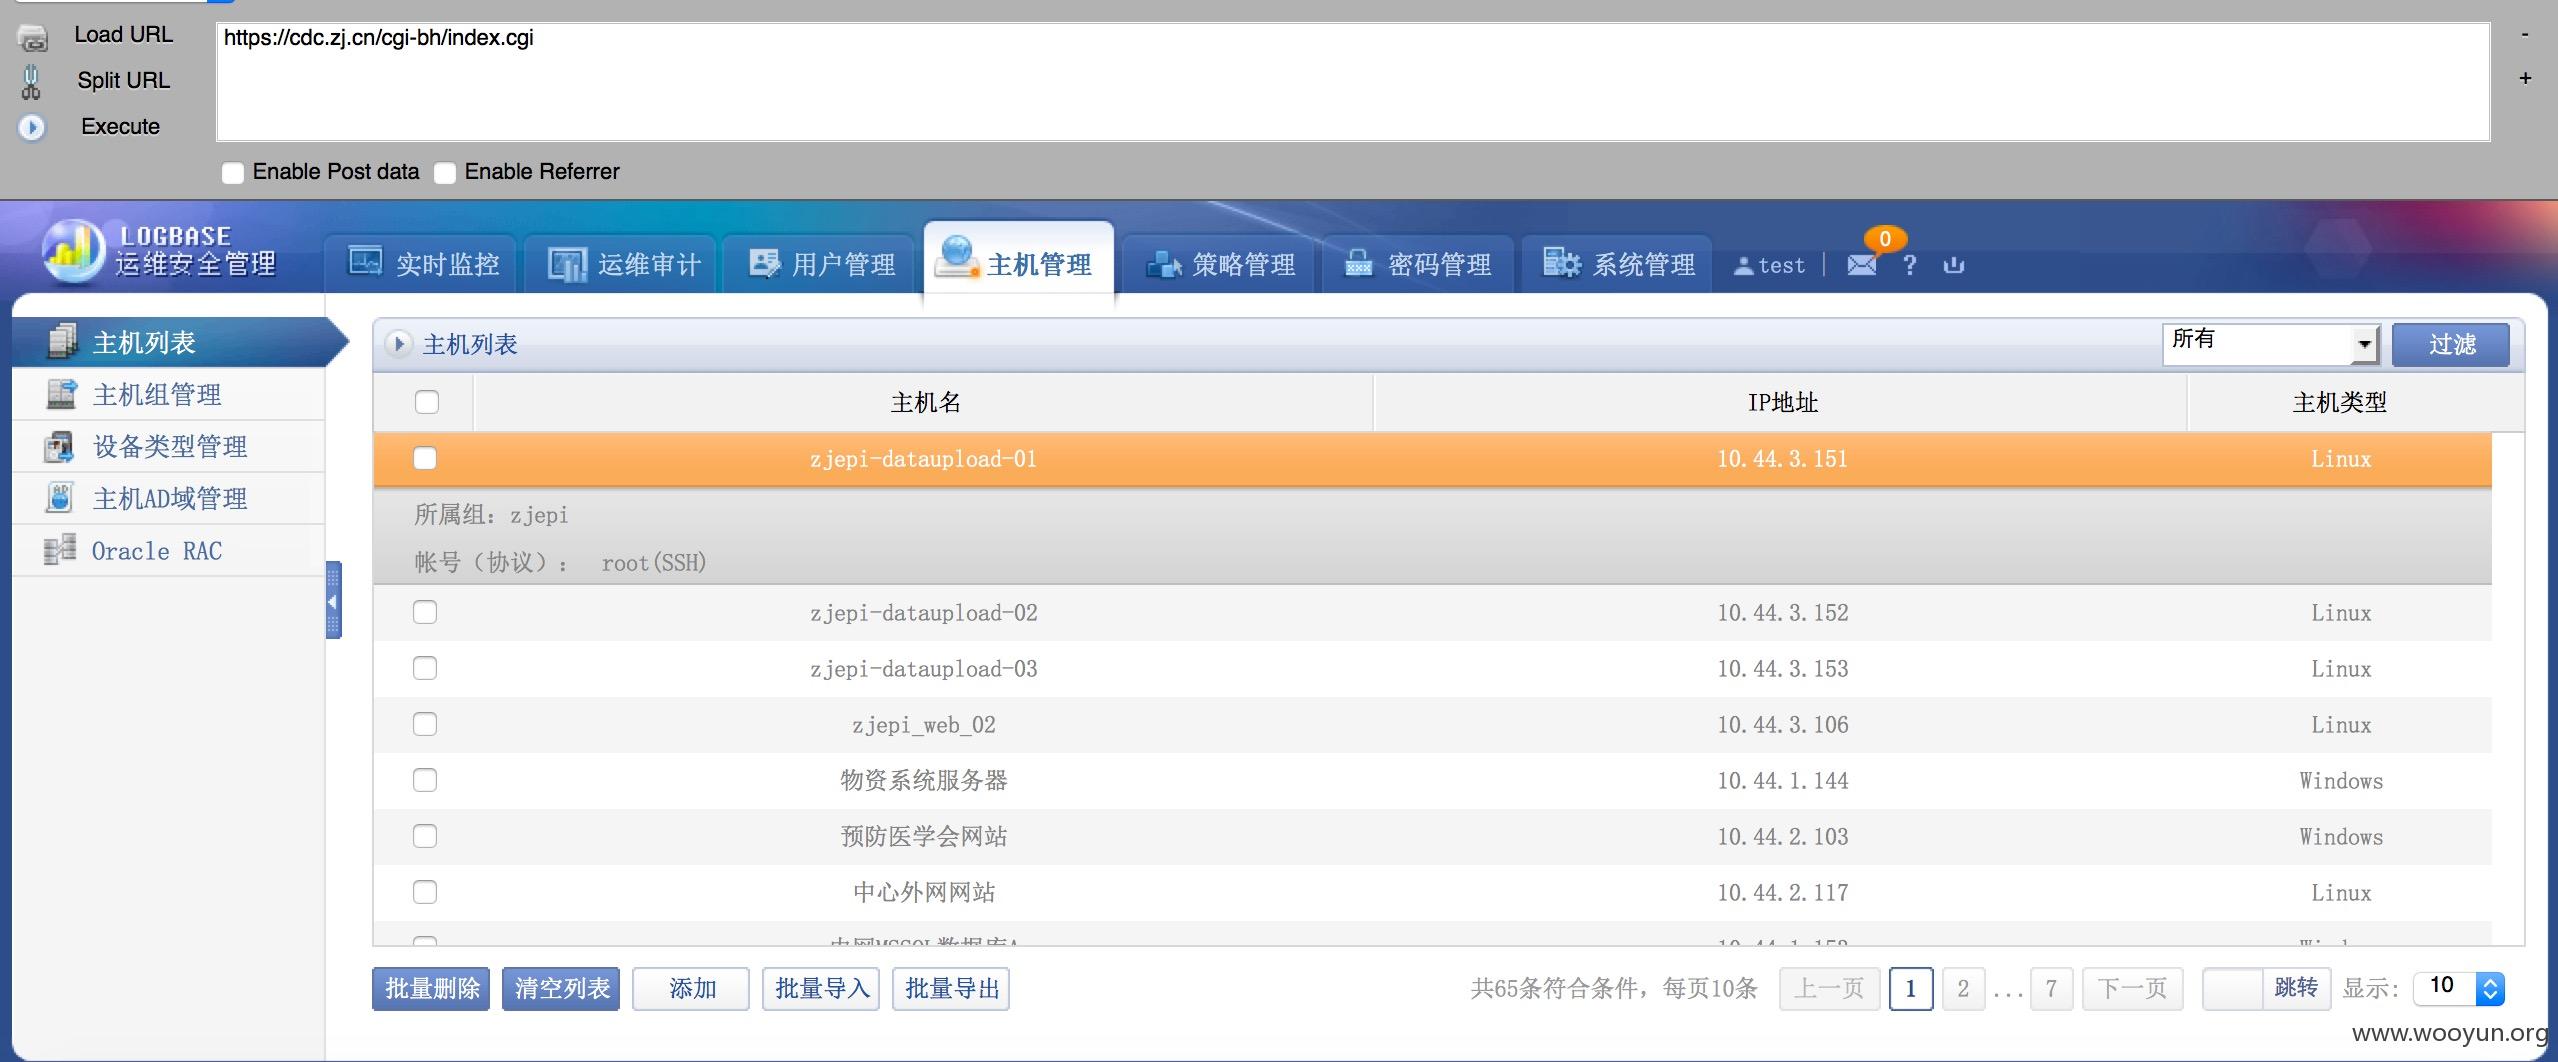 Load URL
https://cdc.zj.cn/cgi-bh/index.cgi
-
Split URL
+
Execute
Enable Post data
Enable Referrer
LOGBASE
运维安全管理
实时监控
运维审计
用户管理
主机管理
策略管理
密码管理
系统管理
test
0
?
主机列表
主机组管理
设备类型管理
主机AD域管理
Oracle RAC
主机列表
所有
过滤
主机名 IP地址 主机类型
zjepi-dataupload-01 10.44.3.151 Linux
所属组: zjepi
帐号（协议）： root(SSH)
zjepi-dataupload-02 10.44.3.152 Linux
zjepi-dataupload-03 10.44.3.153 Linux
zjepi_web_02 10.44.3.106 Linux
物资系统服务器 10.44.1.144 Windows
预防医学会网站 10.44.2.103 Windows
中心外网网站 10.44.2.117 Linux
批量删除
清空列表
添加
批量导入
批量导出
共65条符合条件，每页10条
上一页
1
2
...
7
下一页
跳转
显示:
10
www.wooyun.org